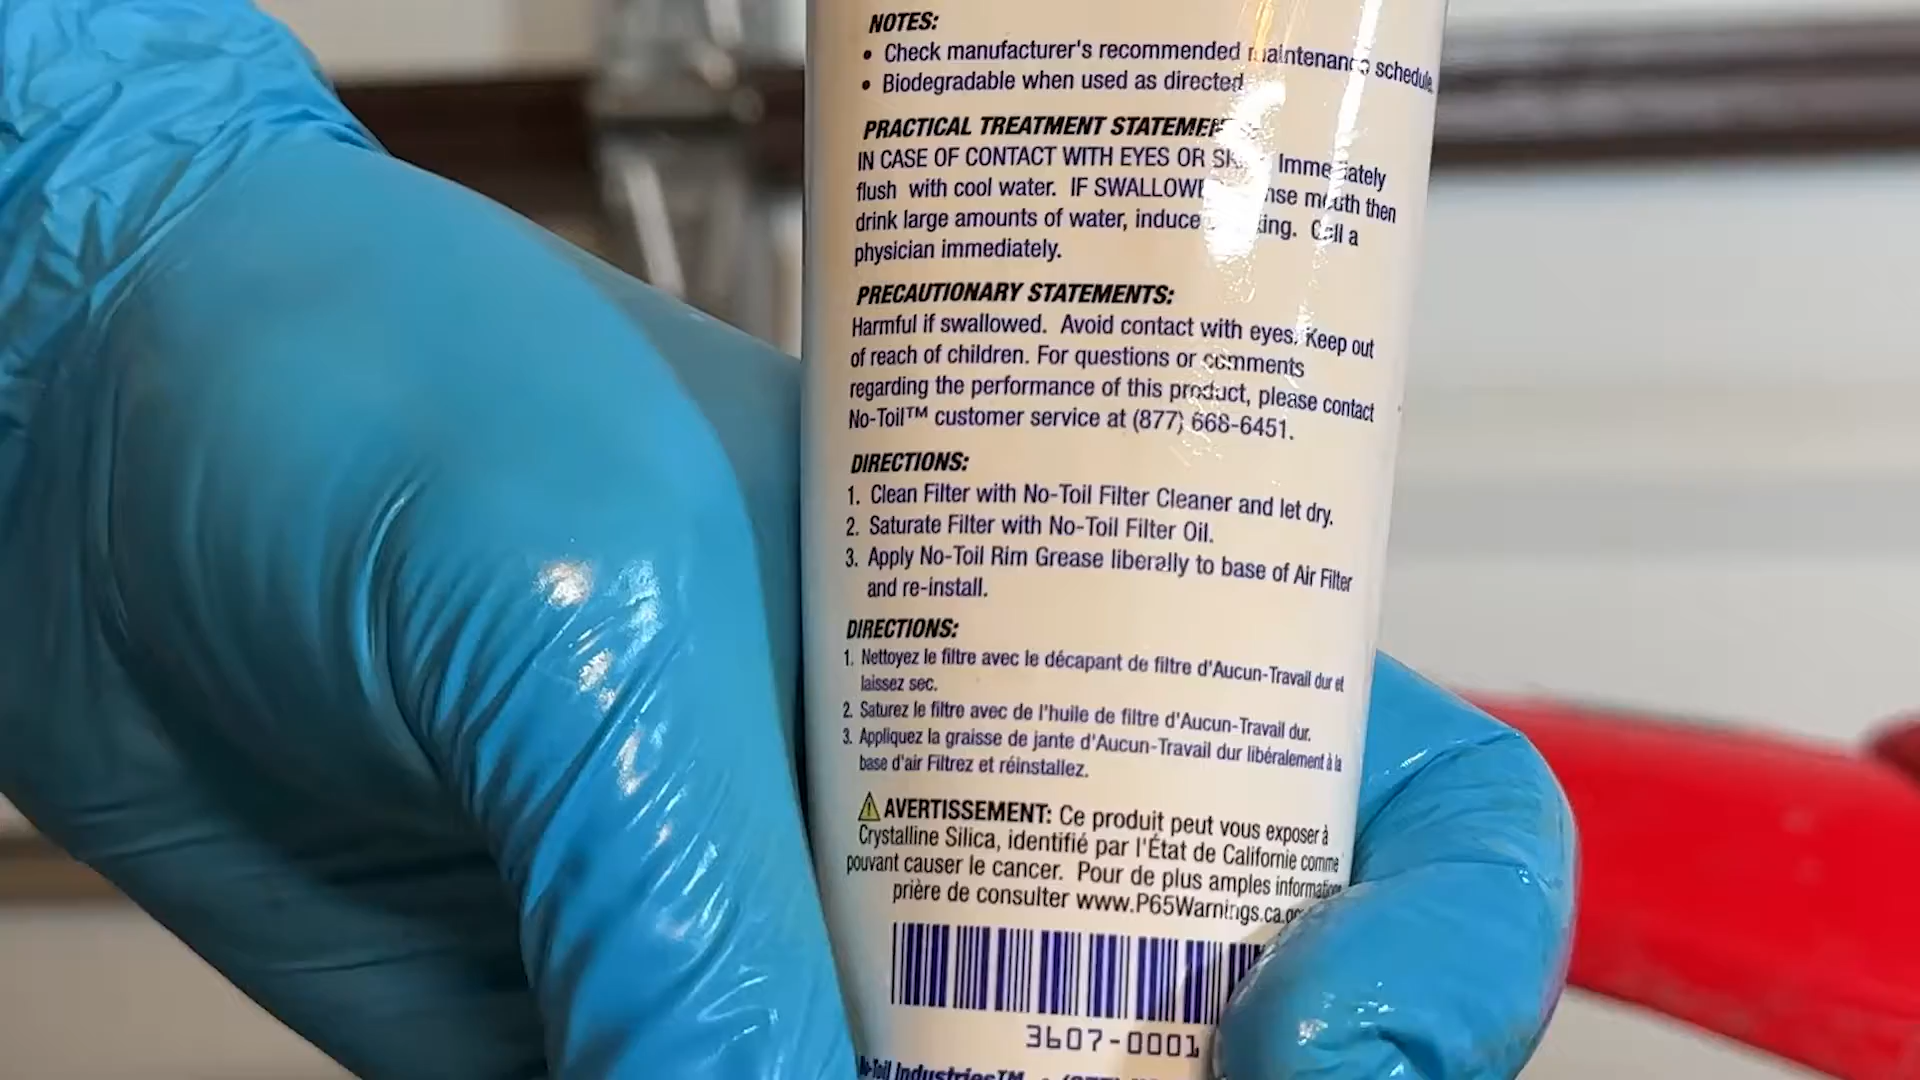 NOTES:
• Check manufacturer's recommended maintenance schedule.
• Biodegradable when used as directed
PRACTICAL TREATMENT
IN CASE OF CONTACT WITH EYES OR Immediately
flush with cool water. IF mouth then
drink large amounts of water, Call a
physician immediately.
PRECAUTIONARY STATEMENTS:
Harmful if swallowed. Avoid contact with eyes. Keep out
of reach of children. For questions or comments
regarding the performance of this product, please contact
No-Toil™ customer service at (877) 668-6451.
DIRECTIONS:
1. Clean Filter with No-Toil Filter Cleaner and let dry.
2. Saturate Filter with No-Toil Filter Oil.
3. Apply No-Toil Rim Grease liberally to base of Air Filter
and re-install.
DIRECTIONS:
1. Nettoyez le filtre avec le décapant de filtre d'Aucun-Travail dur et
laissez sec.
2. Saturez le filtre avec de l'huile de filtre d'Aucun-Travail dur.
3. Appliquez la graisse de jante d'Aucun-Travail dur libéralement à la
base d'air Filtrez et réinstallez.
AVERTISSEMENT: Ce produit peut vous exposer à
Crystalline Silica, identifié par l'État de Californie comme
pouvant causer le cancer. Pour de plus amples
prière de consulter
3607-0001
No-Toil Industries™